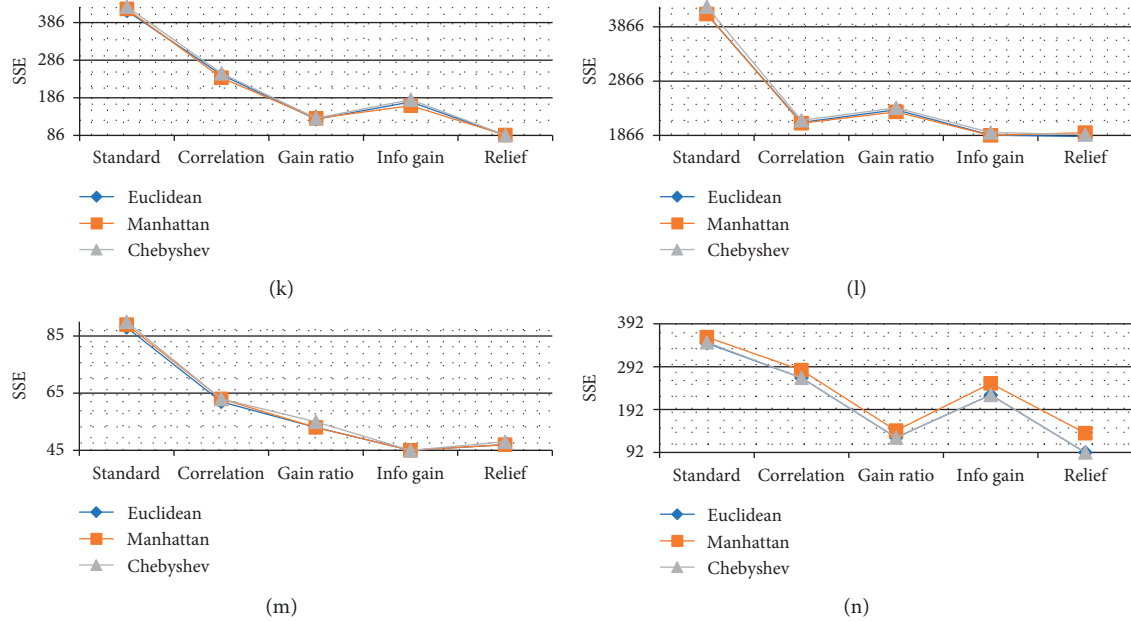 386
286
186
86
SSE
Standard Correlation Gain ratio Info gain Relief
Euclidean
Manhattan
Chebyshev
(k)
3866
2866
1866
SSE
Standard Correlation Gain ratio Info gain Relief
Euclidean
Manhattan
Chebyshev
(l)
85
65
45
SSE
Standard Correlation Gain ratio Info gain Relief
Euclidean
Manhattan
Chebyshev
(m)
392
292
192
92
SSE
Standard Correlation Gain ratio Info gain Relief
Euclidean
Manhattan
Chebyshev
(n)